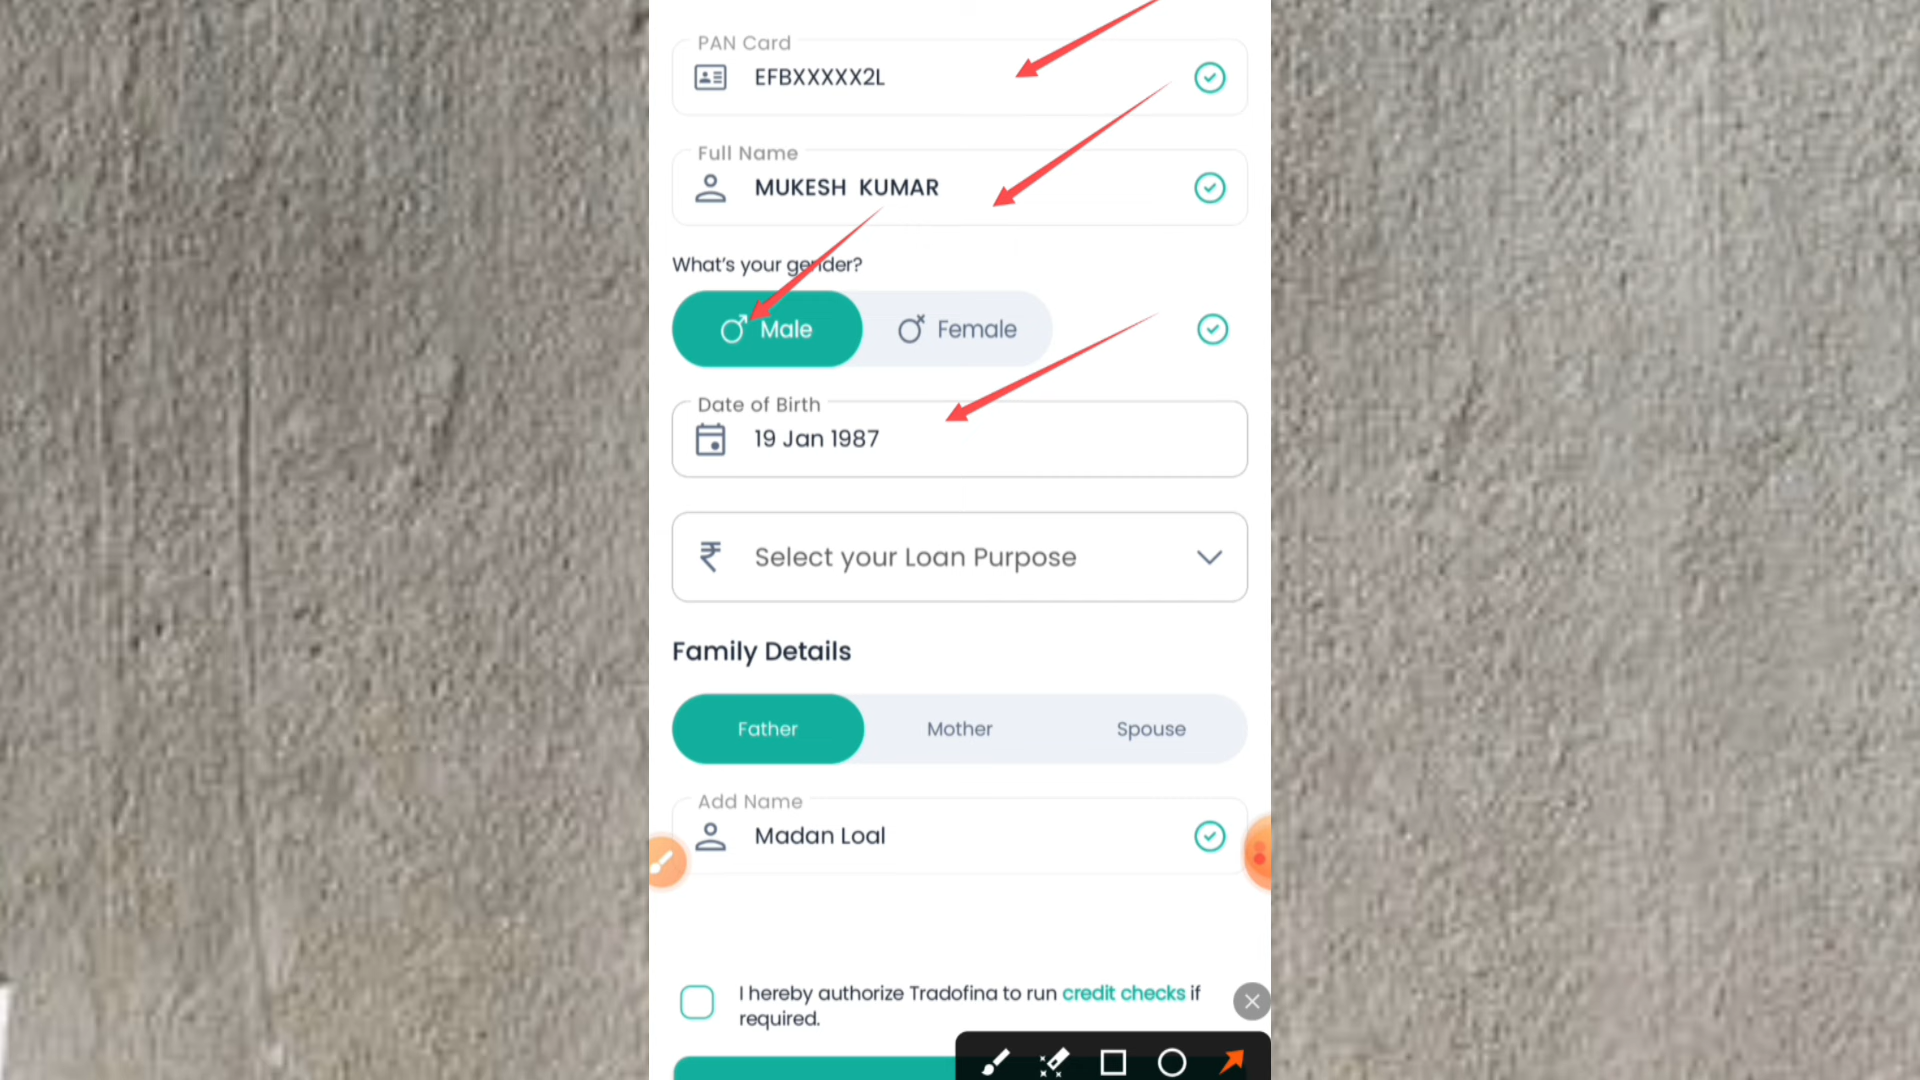 PAN Card
EFBXXXXX2L
Full Name
MUKESH KUMAR
What's your gender?
Male
Female
Date of Birth
19 Jan 1987
₹ Select your Loan Purpose
Family Details
Father
Mother
Spouse
Add Name
Madan Loal
I hereby authorize Tradofina to run credit checks if
required.